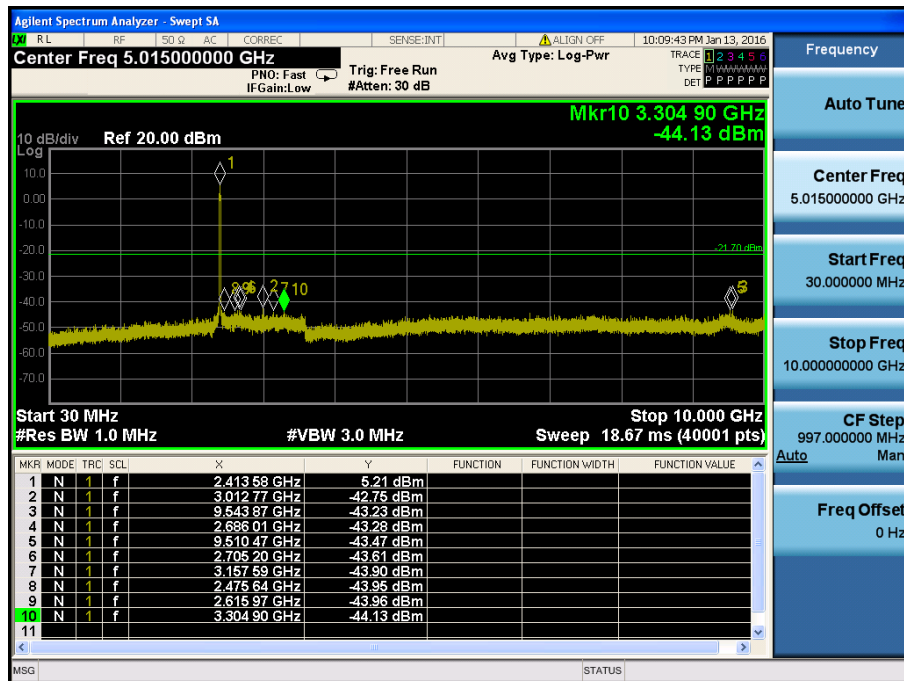 Agilent Spectrum Analyzer - Swept SA
LXI RL RF 50 Ω AC CORREC SENSE:INT ALIGN OFF 10:09:43 PM Jan 13, 2016
Center Freq 5.015000000 GHz
PNO: Fast
IFGain:Low
Trig: Free Run
#Atten: 30 dB
Avg Type: Log-Pwr
TRACE 1 2 3 4 5 6
TYPE MWWWWW
DET P P P P P P
Mkr10 3.304 90 GHz
-44.13 dBm
10 dB/div Ref 20.00 dBm
Log
10.0
0.00
-10.0
-20.0
-30.0
-40.0
-50.0
-60.0
-70.0
1
-21.70 dBm
2 7 10
3
Start 30 MHz Stop 10.000 GHz
#Res BW 1.0 MHz #VBW 3.0 MHz Sweep 18.67 ms (40001 pts)
MKR MODE TRC SCL X Y FUNCTION FUNCTION WIDTH FUNCTION VALUE
1 N 1 f 2.413 58 GHz 5.21 dBm
2 N 1 f 3.012 77 GHz -42.75 dBm
3 N 1 f 9.543 87 GHz -43.23 dBm
4 N 1 f 2.686 01 GHz -43.28 dBm
5 N 1 f 9.510 47 GHz -43.47 dBm
6 N 1 f 2.705 20 GHz -43.61 dBm
7 N 1 f 3.157 59 GHz -43.90 dBm
8 N 1 f 2.475 64 GHz -43.95 dBm
9 N 1 f 2.615 97 GHz -43.96 dBm
10 N 1 f 3.304 90 GHz -44.13 dBm
11
MSG STATUS
Frequency
Auto Tune
Center Freq
5.015000000 GHz
Start Freq
30.000000 MHz
Stop Freq
10.000000000 GHz
CF Step
997.000000 MHz
Auto Man
Freq Offset
0 Hz